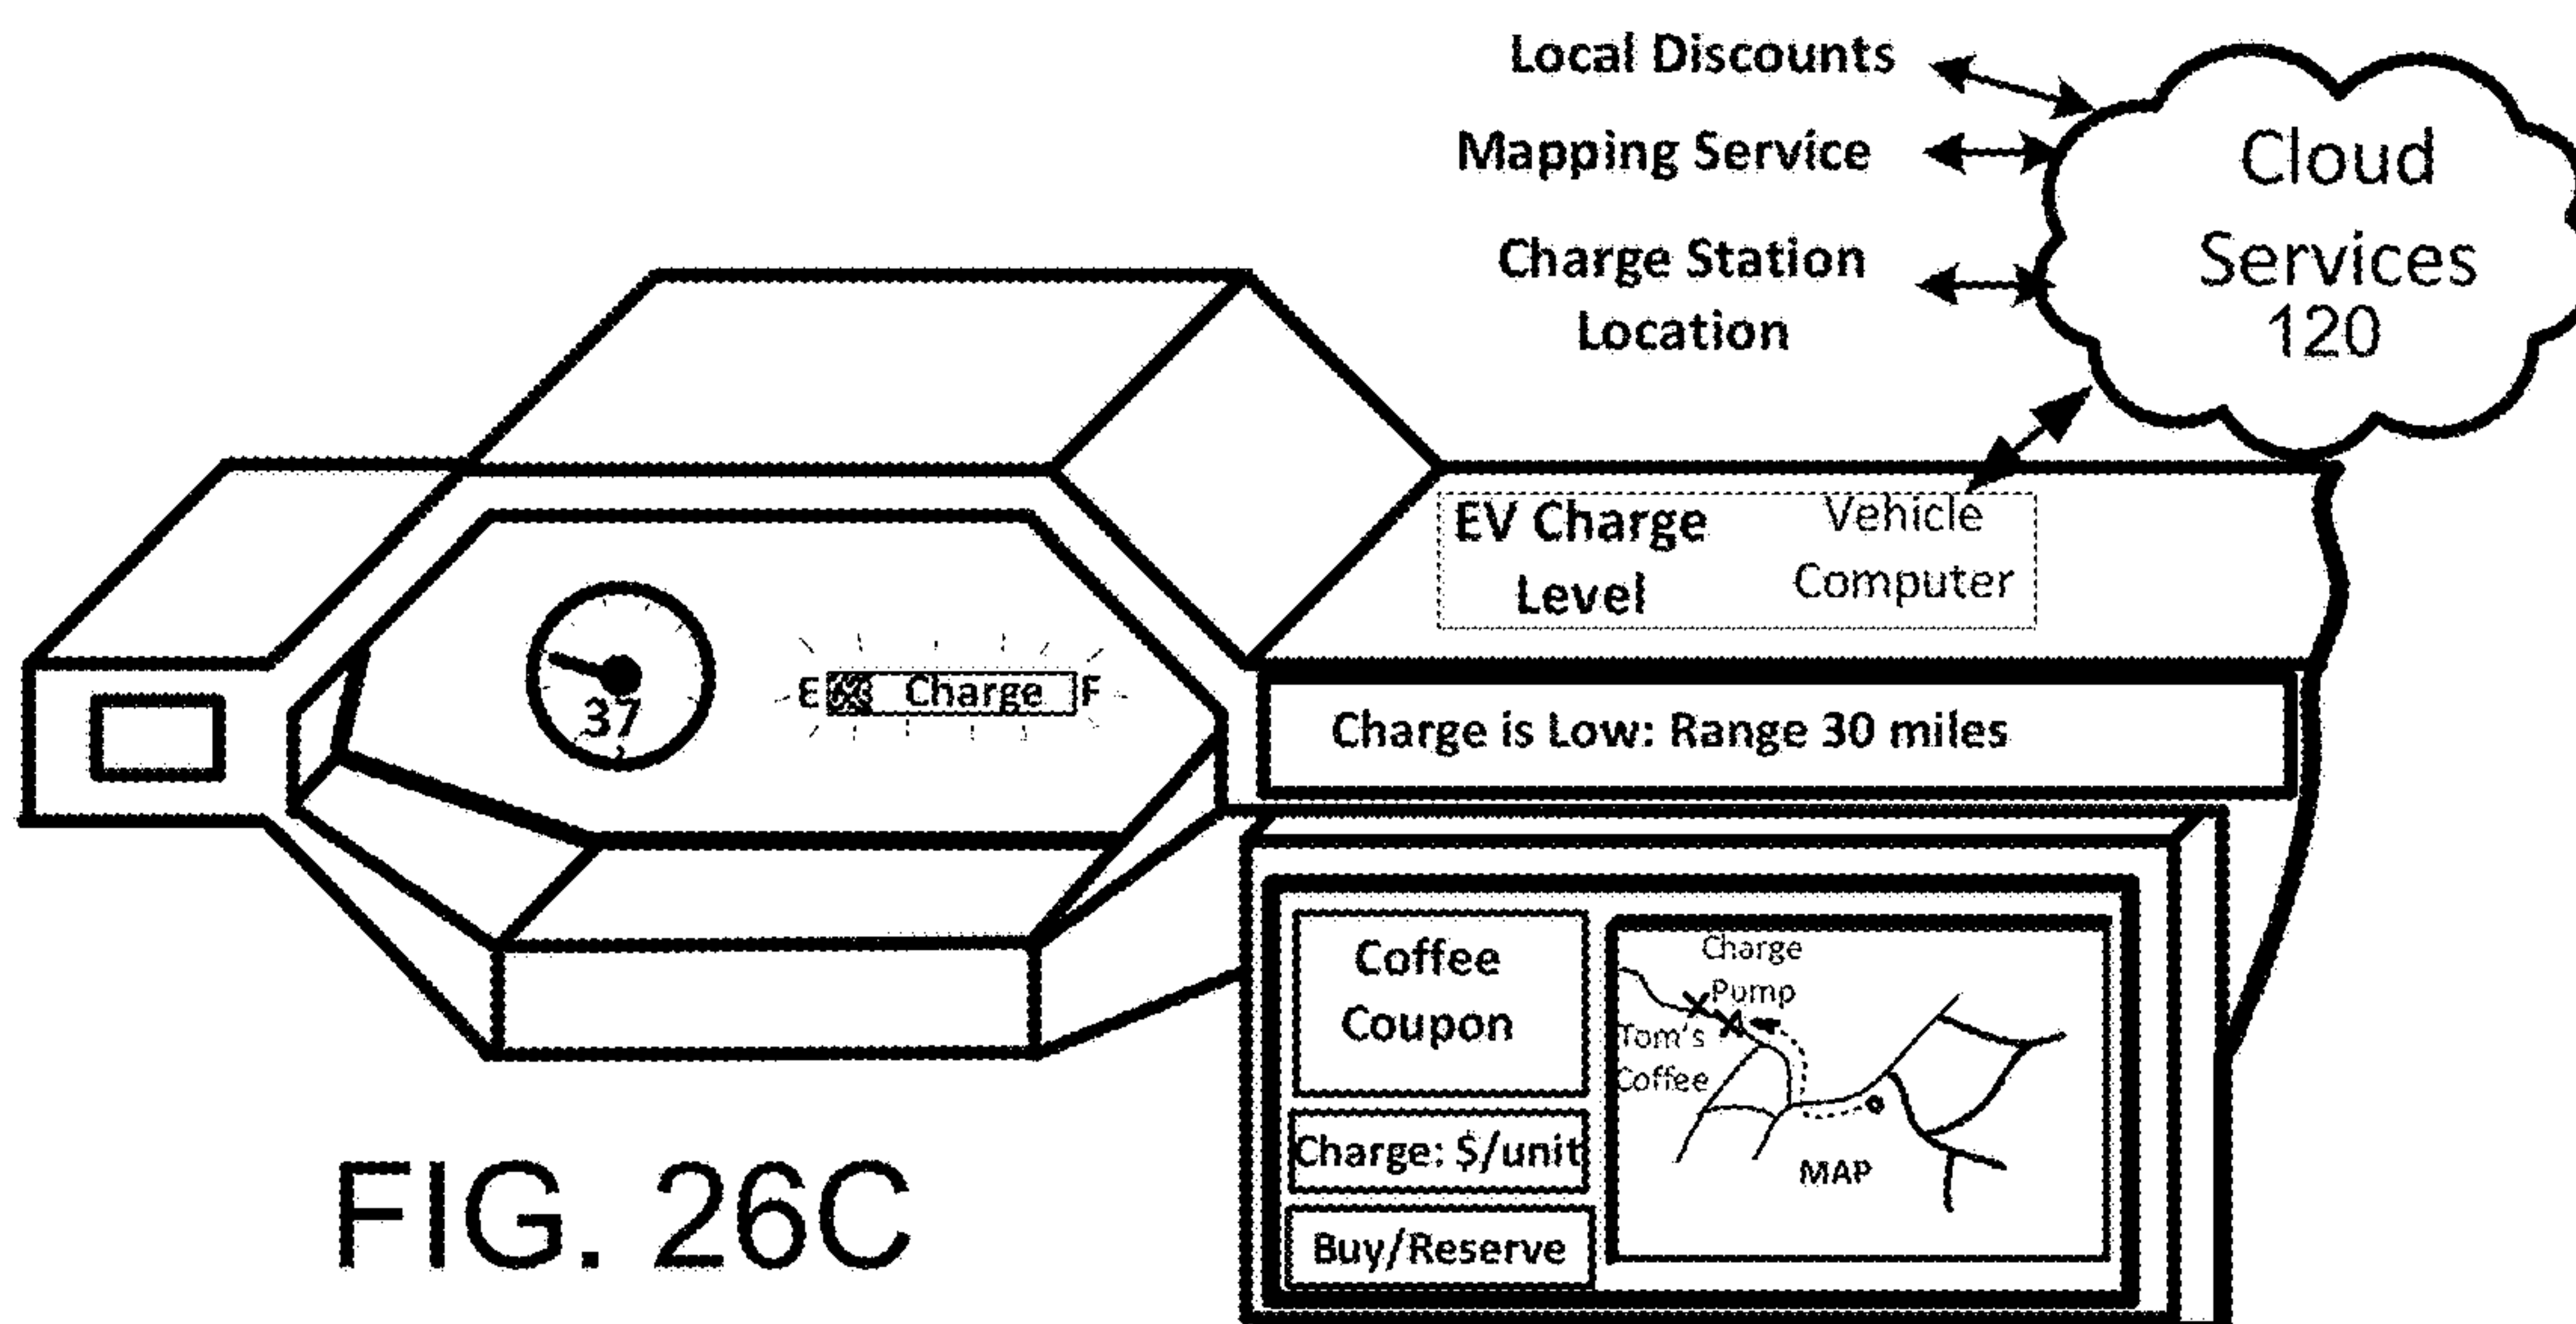 Local Discounts
Mapping Service
Charge Station
Location
Cloud
Services
120
EV Charge
Level
Vehicle
Computer
37
E Charge F
Charge is Low: Range 30 miles
Coffee
Coupon
Charge: $/unit
Buy/Reserve
Charge
Pump
Tom's
Coffee
MAP
FIG. 26C